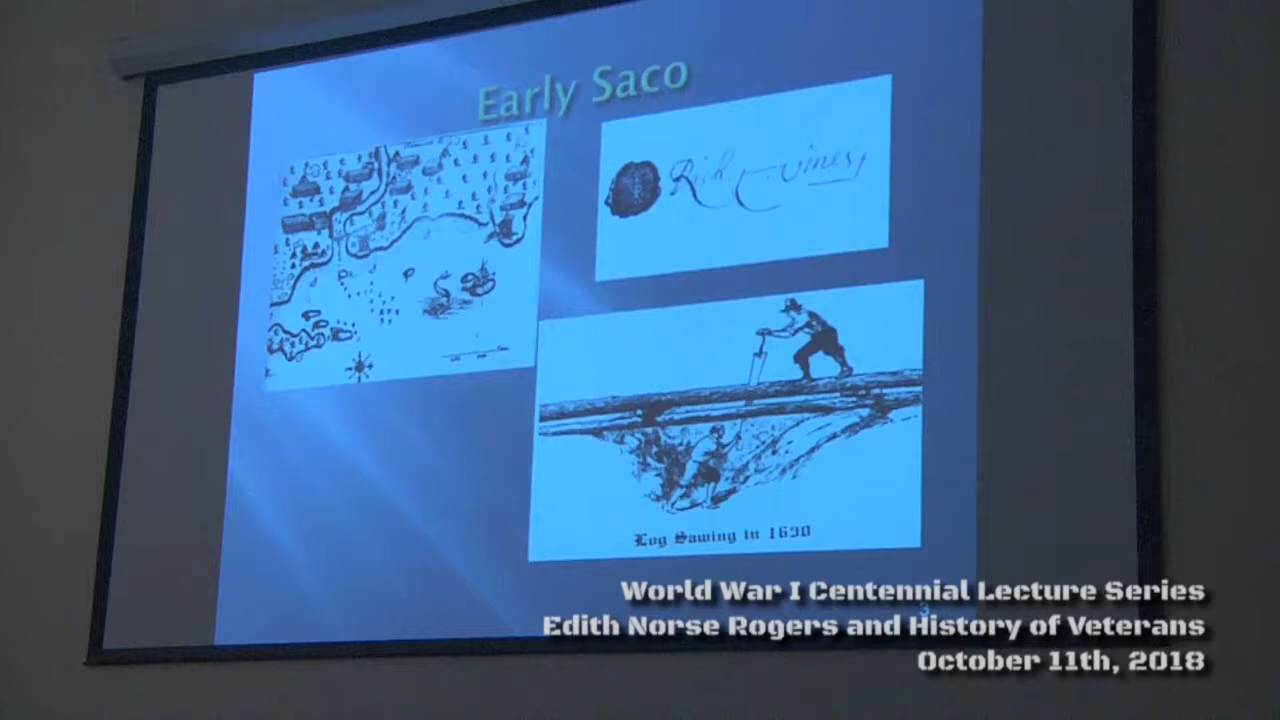 Early Saco
Rich. Vines
Log Sawing in 1630
3
World War I Centennial Lecture Series
Edith Norse Rogers and History of Veterans
October 11th, 2018